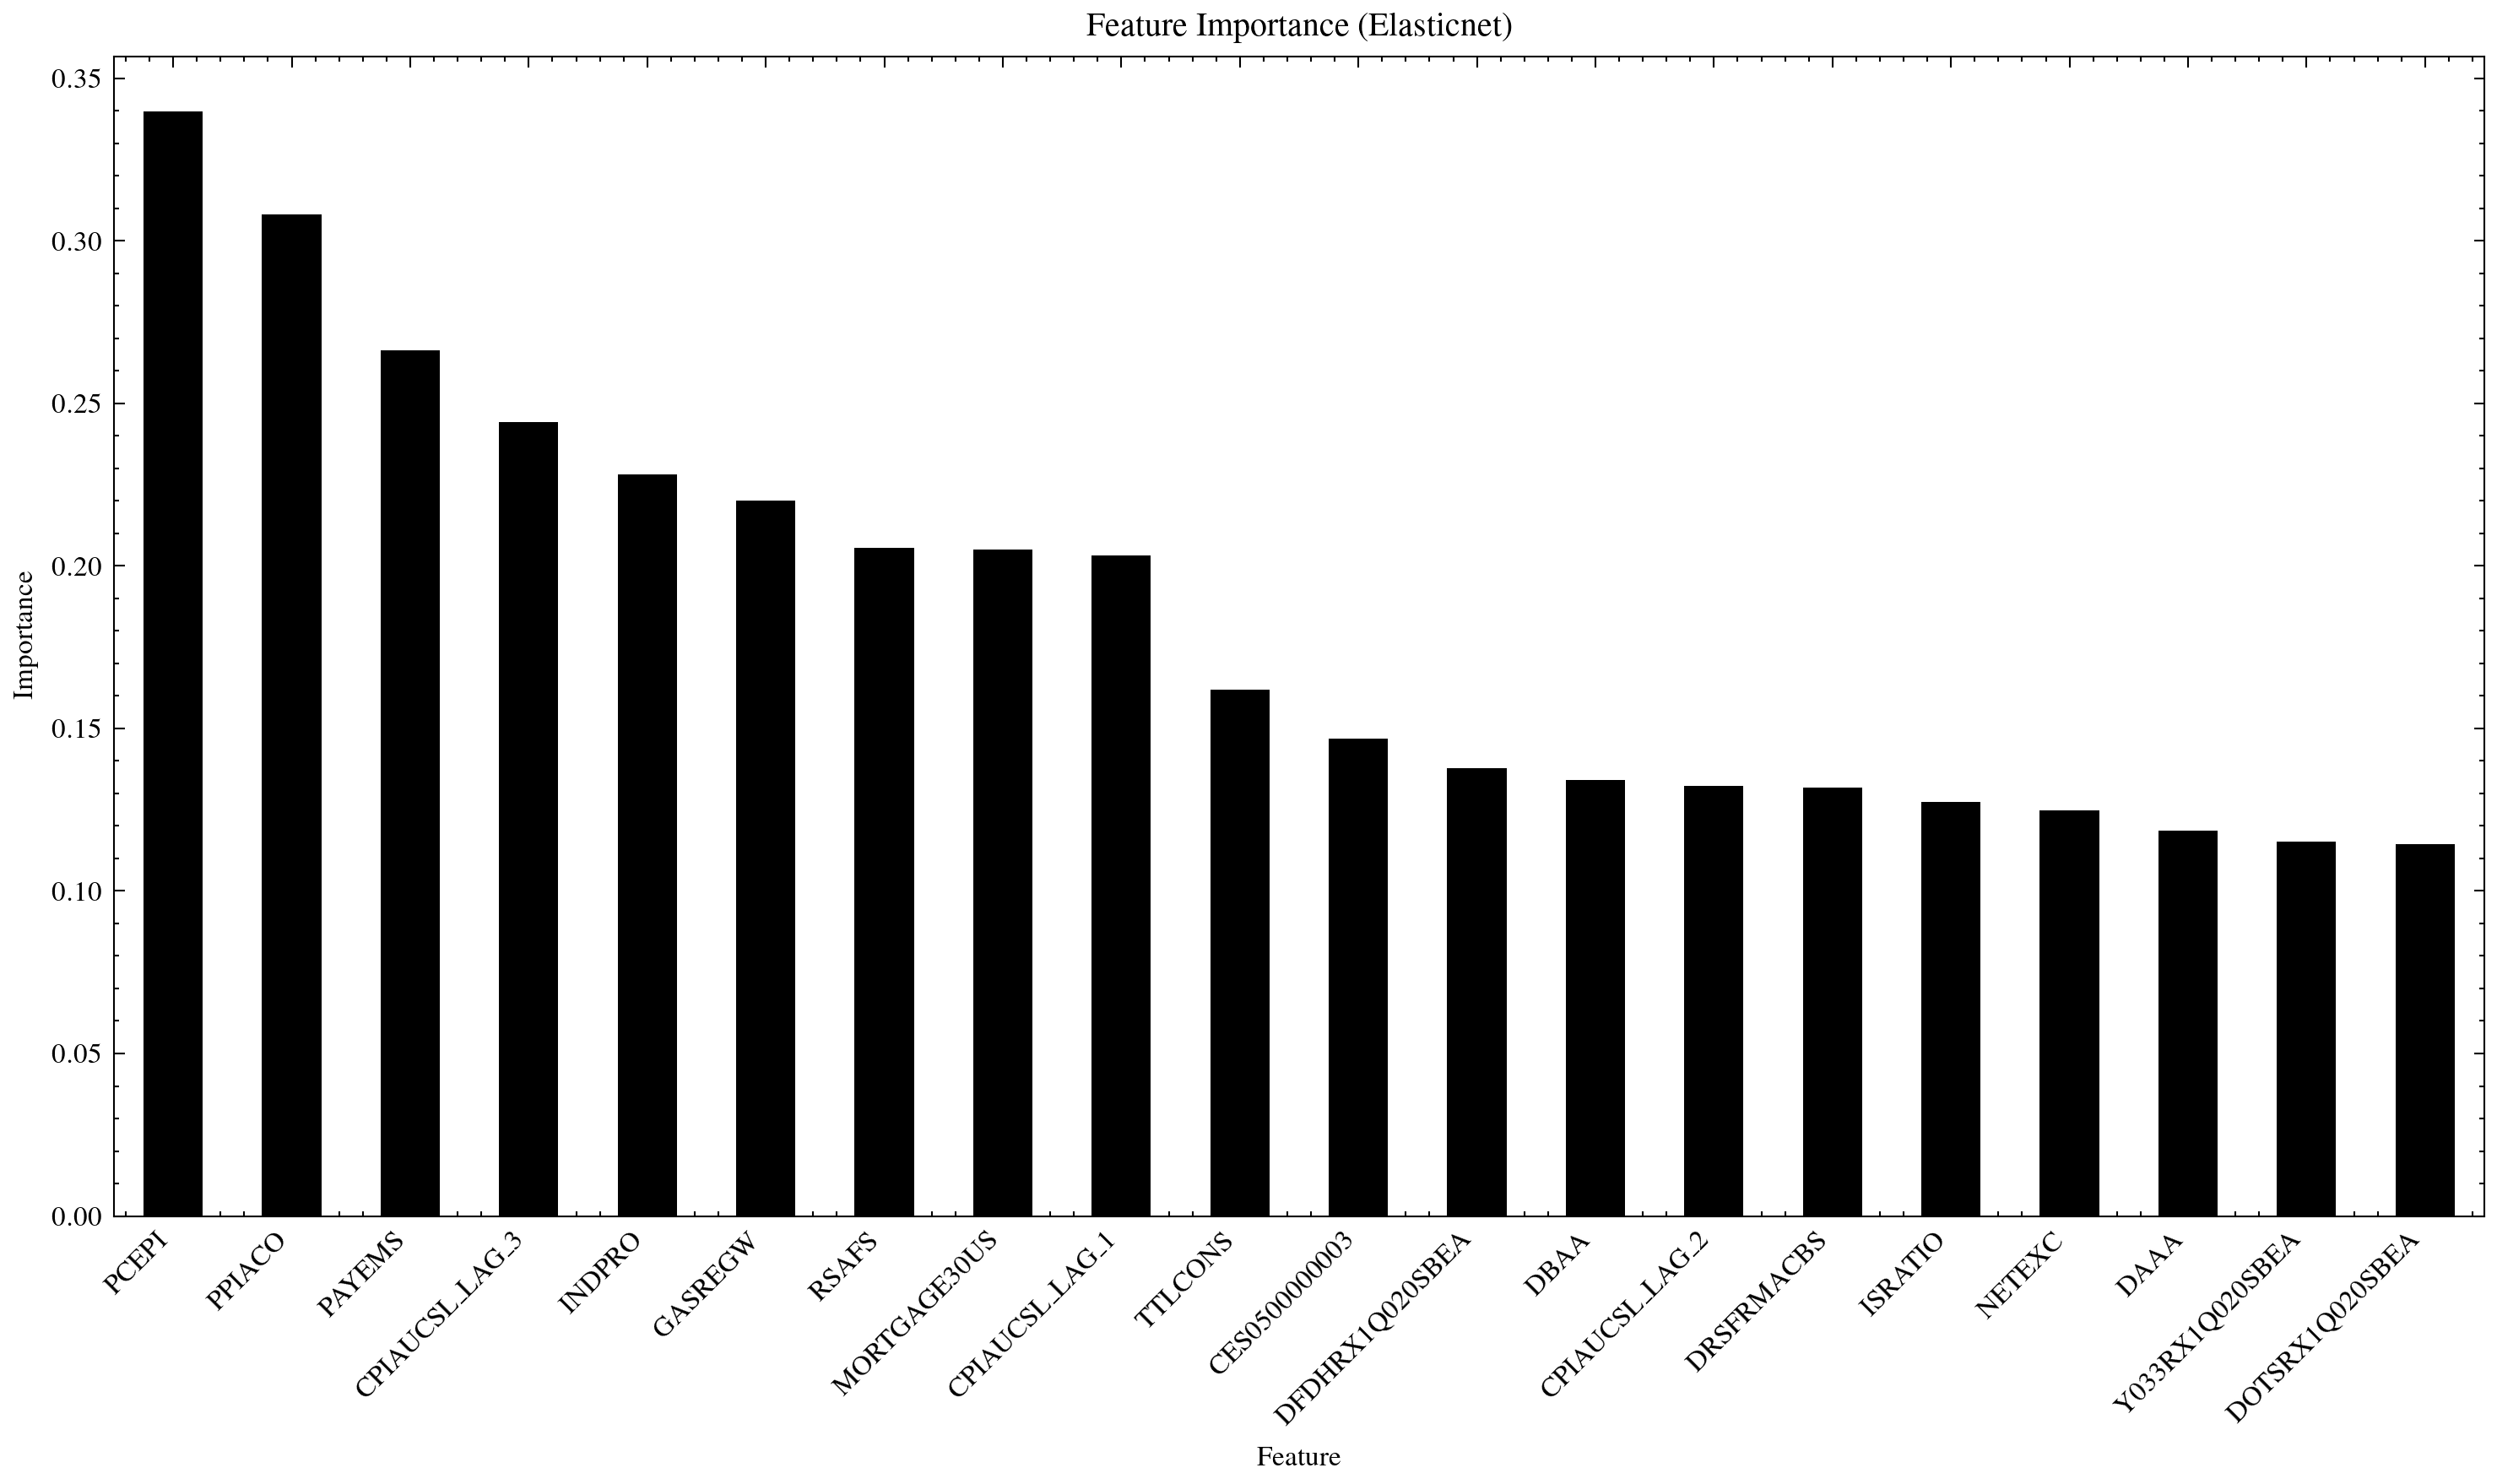 Feature Importance (Elasticnet)
0.35
0.30
0.25
0.20
0.15
0.10
0.05
0.00
Importance
PCEPI
PPIACO
PAYEMS
CPIAUCSL_LAG_3
INDPRO
GASREGW
RSAFS
MORTGAGE30US
CPIAUCSL_LAG_1
TTLCONS
CES0500000003
DFDHRX1Q020SBEA
DBAA
CPIAUCSL_LAG_2
DRSFRMACBS
ISRATIO
NETEXC
DAAA
Y033RX1Q020SBEA
DOTSRX1Q020SBEA
Feature